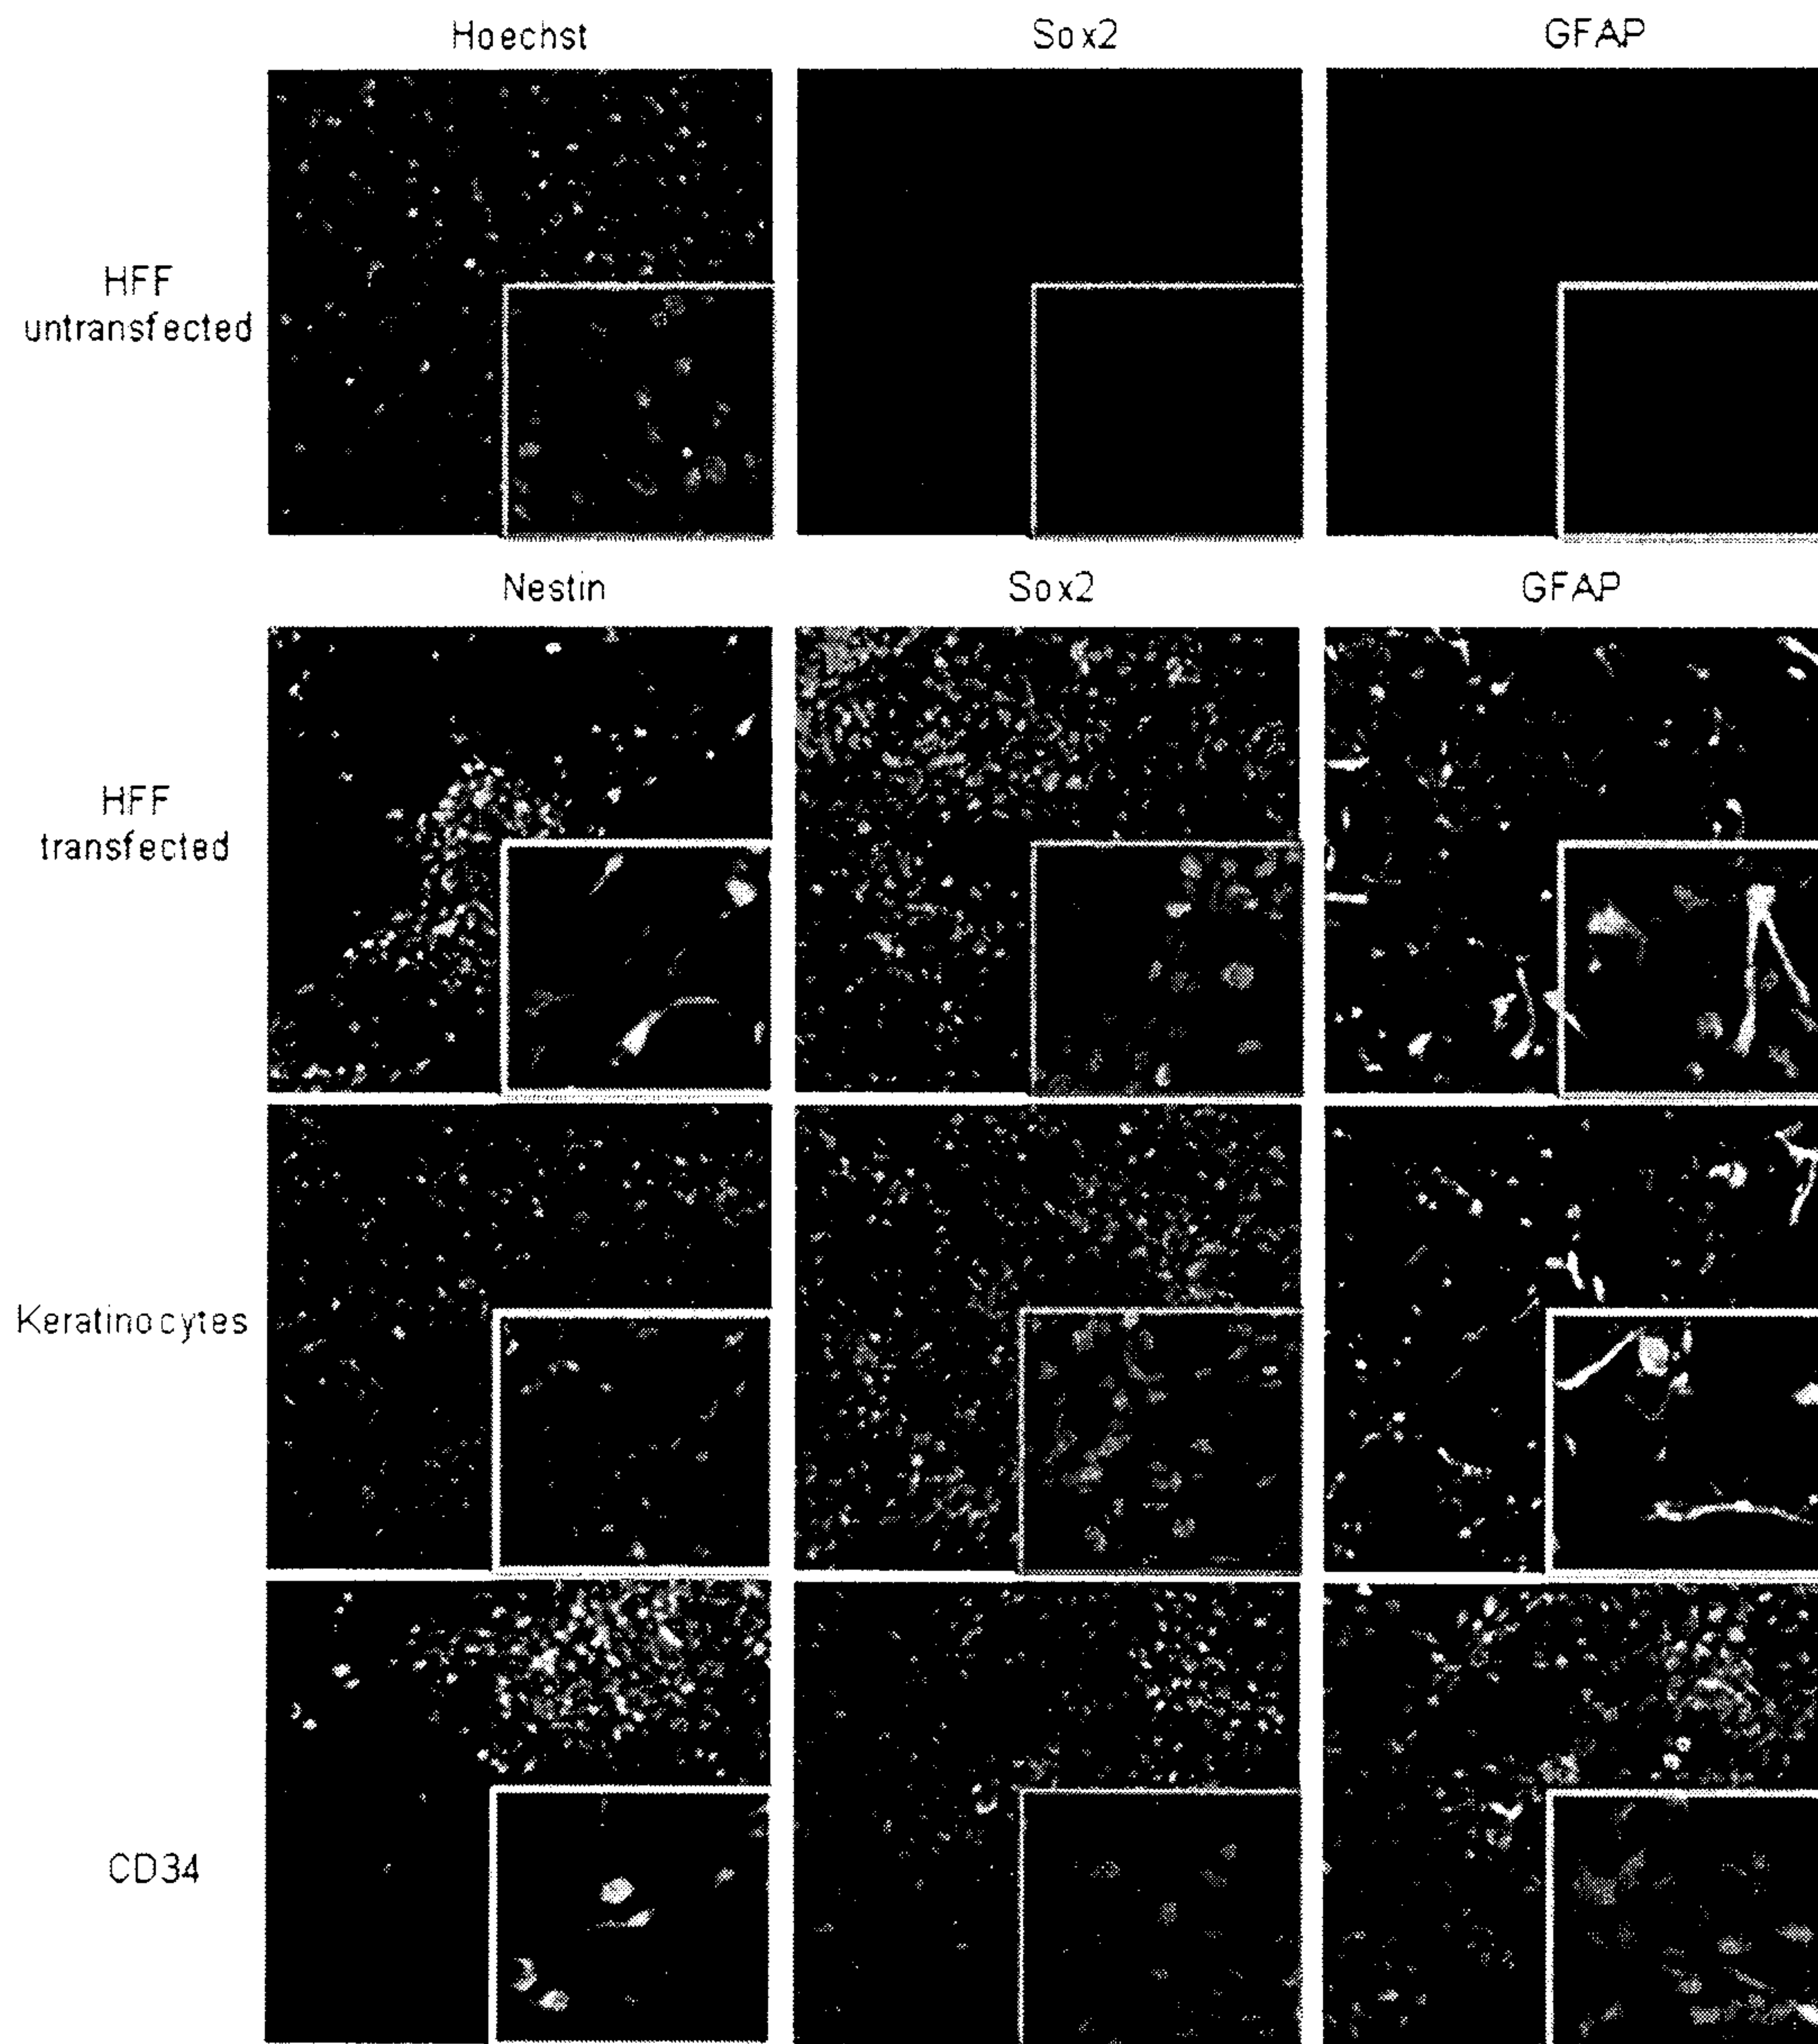 Hoechst Sox2 GFAP
HFF
untransfected
Nestin Sox2 GFAP
HFF
transfected
Keratinocytes
CD34